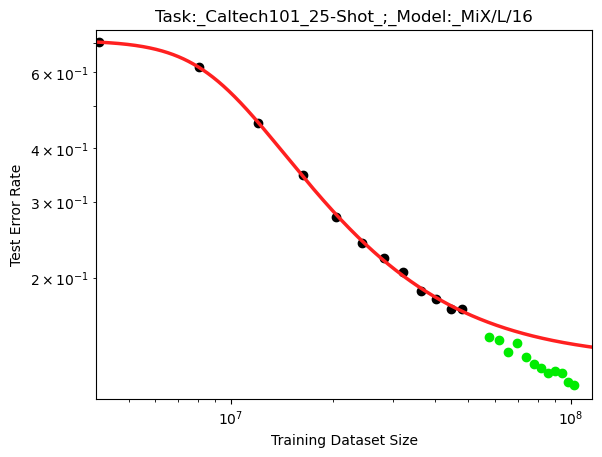 Task:_Caltech101_25-Shot_;_Model:_MiX/L/16
Test Error Rate
6 × 10⁻¹
4 × 10⁻¹
3 × 10⁻¹
2 × 10⁻¹
10⁷
10⁸
Training Dataset Size